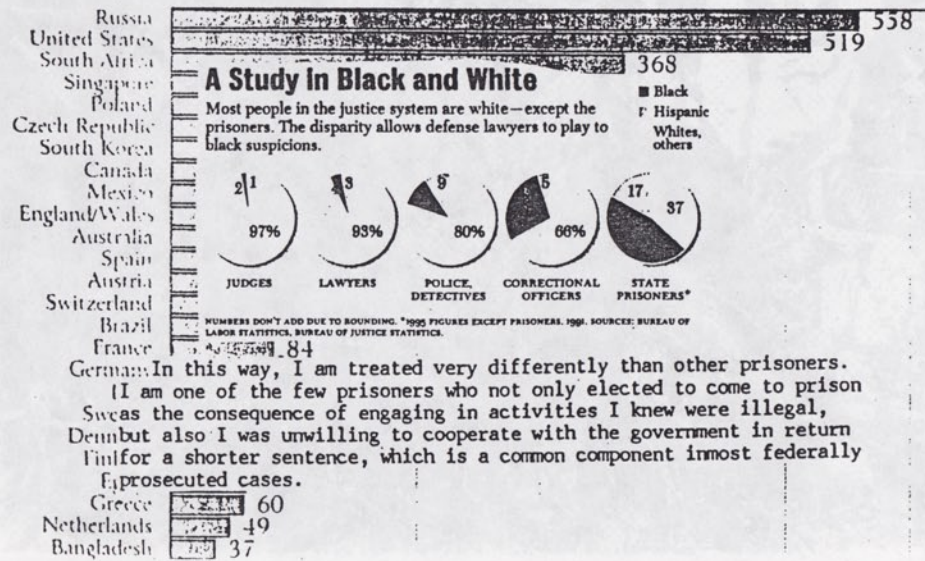 Russia 558
United States 519
South Africa 368
Singapore
Poland
Czech Republic
South Korea
Canada
Mexico
England/Wales
Australia
Spain
Austria
Switzerland
Brazil
France 84
A Study in Black and White
Most people in the justice system are white—except the
prisoners. The disparity allows defense lawyers to play to
black suspicions.
Black
Hispanic
Whites,
others
2 1
97%
JUDGES
3
93%
LAWYERS
9
80%
POLICE,
DETECTIVES
5
66%
CORRECTIONAL
OFFICERS
17
37
STATE
PRISONERS*
NUMBERS DON'T ADD DUE TO ROUNDING. *1995 FIGURES EXCEPT PRISONERS, 1991. SOURCES: BUREAU OF
LABOR STATISTICS, BUREAU OF JUSTICE STATISTICS.
German In this way, I am treated very differently than other prisoners.
I am one of the few prisoners who not only elected to come to prison
Swe as the consequence of engaging in activities I knew were illegal,
Denm but also I was unwilling to cooperate with the government in return
for a shorter sentence, which is a common component inmost federally
prosecuted cases.
Greece 60
Netherlands 49
Bangladesh 37